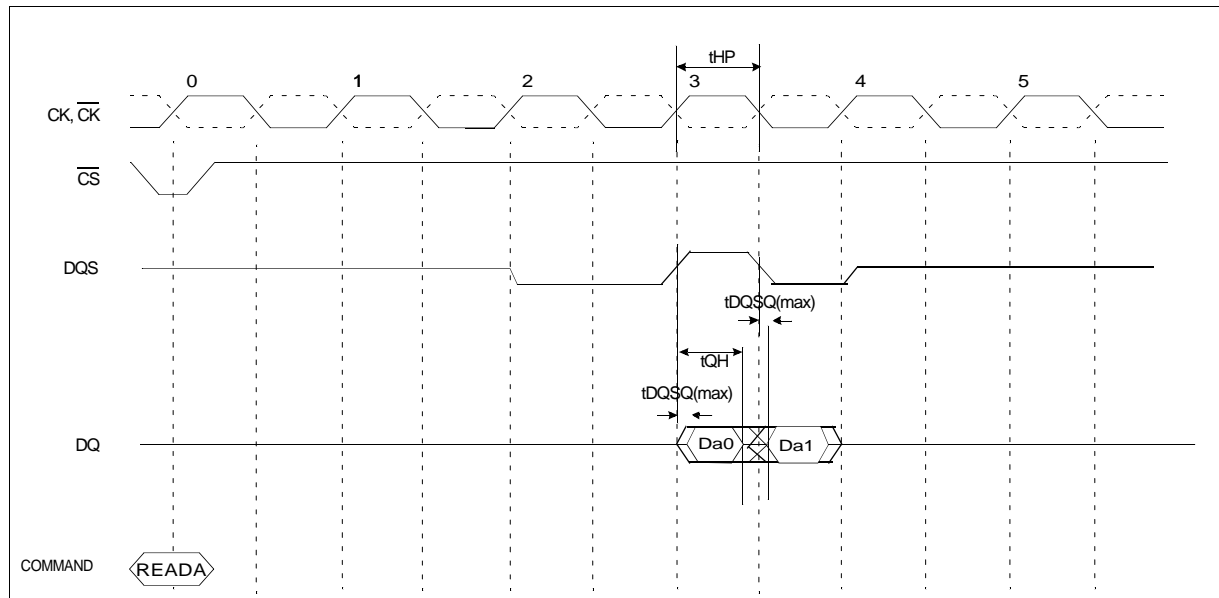 tHP
0 1 2 3 4 5
CK, CK
CS
DQS
tDQSQ(max)
tQH
tDQSQ(max)
DQ
Da0 Da1
COMMAND
READA